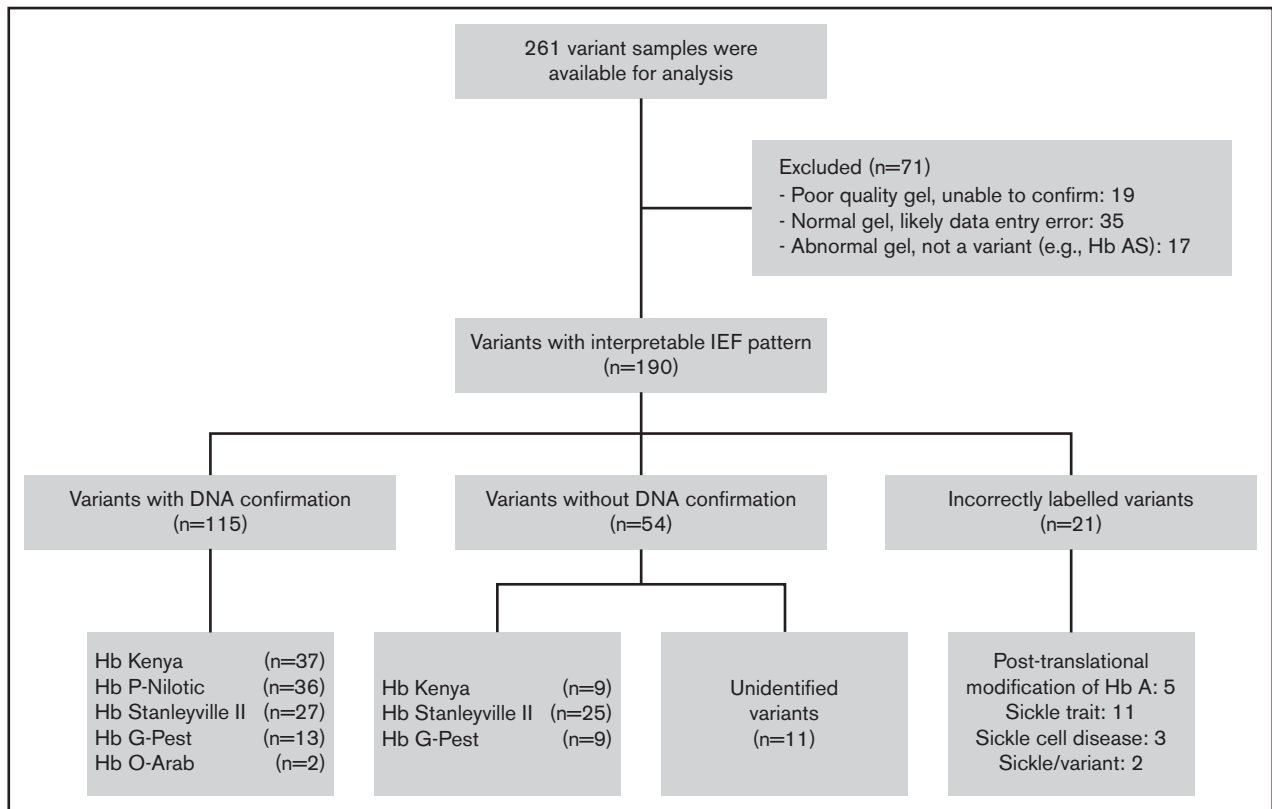 261 variant samples were
available for analysis
Excluded (n=71)
- Poor quality gel, unable to confirm: 19
- Normal gel, likely data entry error: 35
- Abnormal gel, not a variant (e.g., Hb AS): 17
Variants with interpretable IEF pattern
(n=190)
Variants with DNA confirmation
(n=115)
Variants without DNA confirmation
(n=54)
Incorrectly labelled variants
(n=21)
Hb Kenya (n=37)
Hb P-Nilotic (n=36)
Hb Stanleyville II (n=27)
Hb G-Pest (n=13)
Hb O-Arab (n=2)
Hb Kenya (n=9)
Hb Stanleyville II (n=25)
Hb G-Pest (n=9)
Unidentified
variants
(n=11)
Post-translational
modification of Hb A: 5
Sickle trait: 11
Sickle cell disease: 3
Sickle/variant: 2